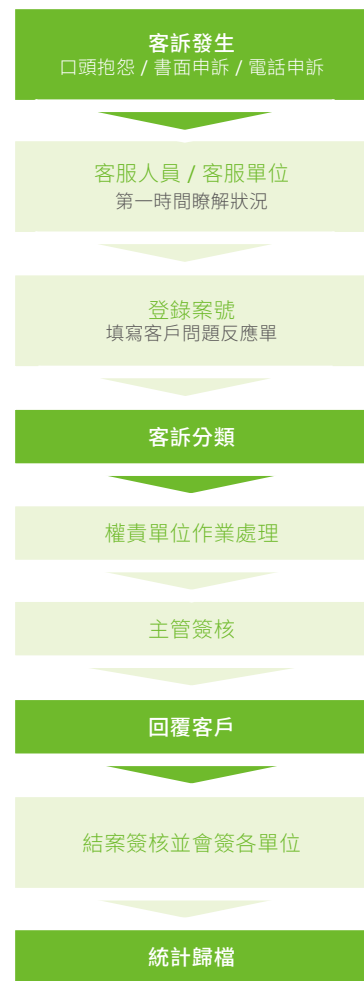 客訴發生
口頭抱怨 / 書面申訴 / 電話申訴
客服人員 / 客服單位
第一時間瞭解狀況
登錄案號
填寫客戶問題反應單
客訴分類
權責單位作業處理
主管簽核
回覆客戶
結案簽核並會簽各單位
統計歸檔